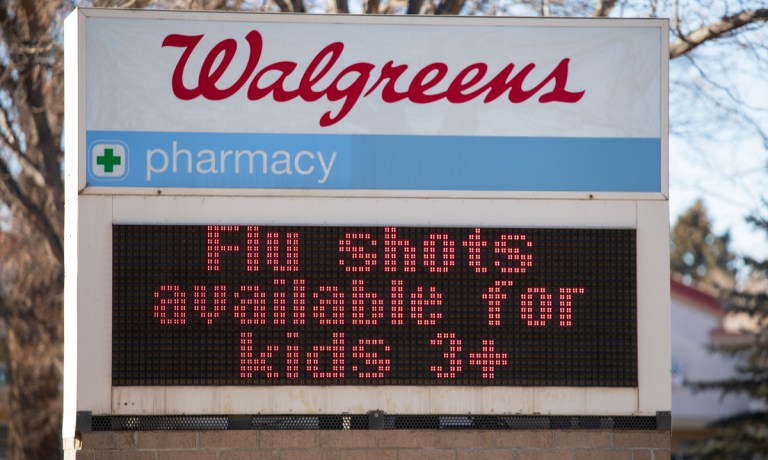 Walgreens
pharmacy
Flu shots
available for
kids 3+